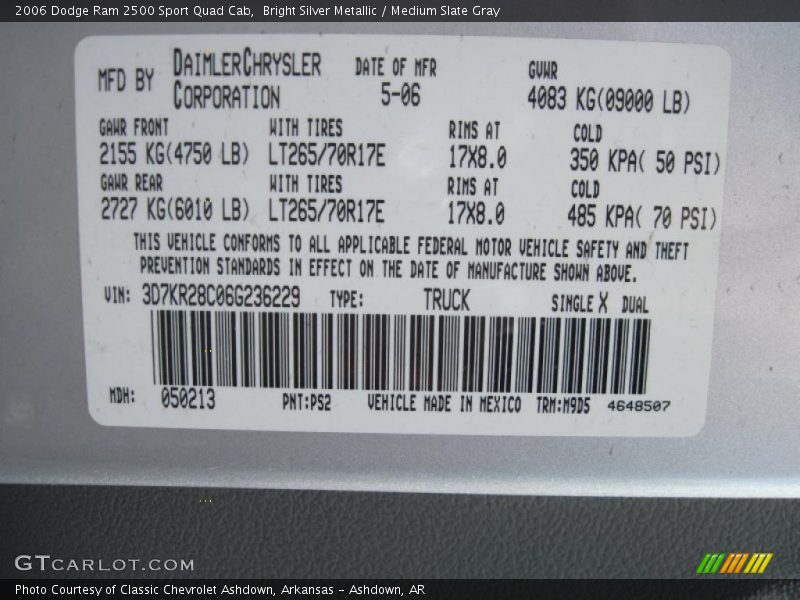 2006 Dodge Ram 2500 Sport Quad Cab, Bright Silver Metallic / Medium Slate Gray
MFD BY DAIMLERCHRYSLER CORPORATION DATE OF MFR 5-06 GVWR 4083 KG(09000 LB)
GAWR FRONT WITH TIRES RIMS AT COLD
2155 KG(4750 LB) LT265/70R17E 17X8.0 350 KPA( 50 PSI)
GAWR REAR WITH TIRES RIMS AT COLD
2727 KG(6010 LB) LT265/70R17E 17X8.0 485 KPA( 70 PSI)
THIS VEHICLE CONFORMS TO ALL APPLICABLE FEDERAL MOTOR VEHICLE SAFETY AND THEFT
PREVENTION STANDARDS IN EFFECT ON THE DATE OF MANUFACTURE SHOWN ABOVE.
VIN: 3D7KR28C06G236229 TYPE: TRUCK SINGLE X DUAL
MDH: 050213 PNT:PS2 VEHICLE MADE IN MEXICO TRM:M9D5 4648507
GTCARLOT.COM
Photo Courtesy of Classic Chevrolet Ashdown, Arkansas - Ashdown, AR